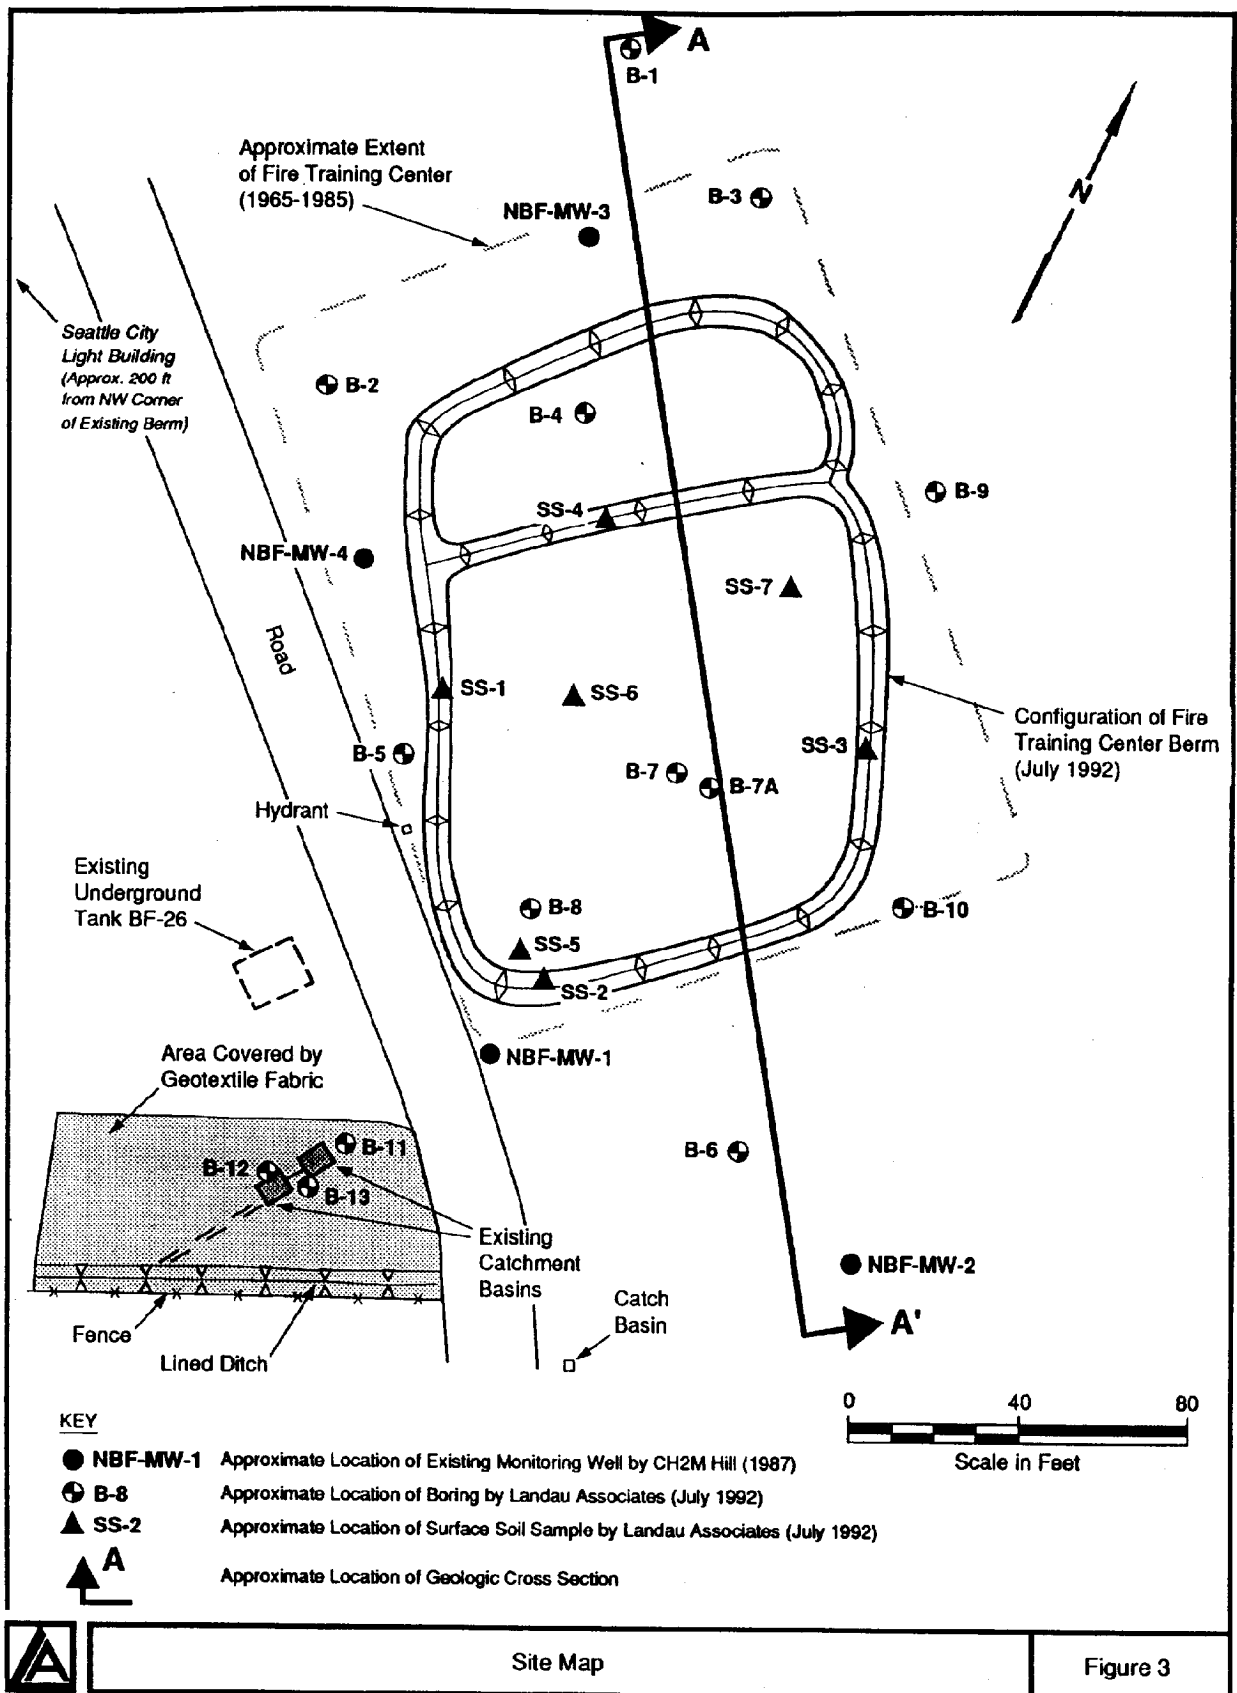 A
B-1
Approximate Extent
of Fire Training Center
(1965-1985)
NBF-MW-3
B-3
N
Seattle City
Light Building
(Approx. 200 ft
from NW Corner
of Existing Berm)
B-2
B-4
B-9
SS-4
NBF-MW-4
SS-7
Road
SS-1
SS-6
Configuration of Fire
Training Center Berm
(July 1992)
SS-3
B-5
B-7
B-7A
Hydrant
Existing
Underground
Tank BF-26
B-8
B-10
SS-5
SS-2
Area Covered by
Geotextile Fabric
NBF-MW-1
B-11
B-12
B-13
B-6
Existing
Catchment
Basins
NBF-MW-2
Catch
Basin
A'
Fence
Lined Ditch
0 40 80
Scale in Feet
KEY
NBF-MW-1 Approximate Location of Existing Monitoring Well by CH2M Hill (1987)
B-8 Approximate Location of Boring by Landau Associates (July 1992)
SS-2 Approximate Location of Surface Soil Sample by Landau Associates (July 1992)
A Approximate Location of Geologic Cross Section
Site Map
Figure 3